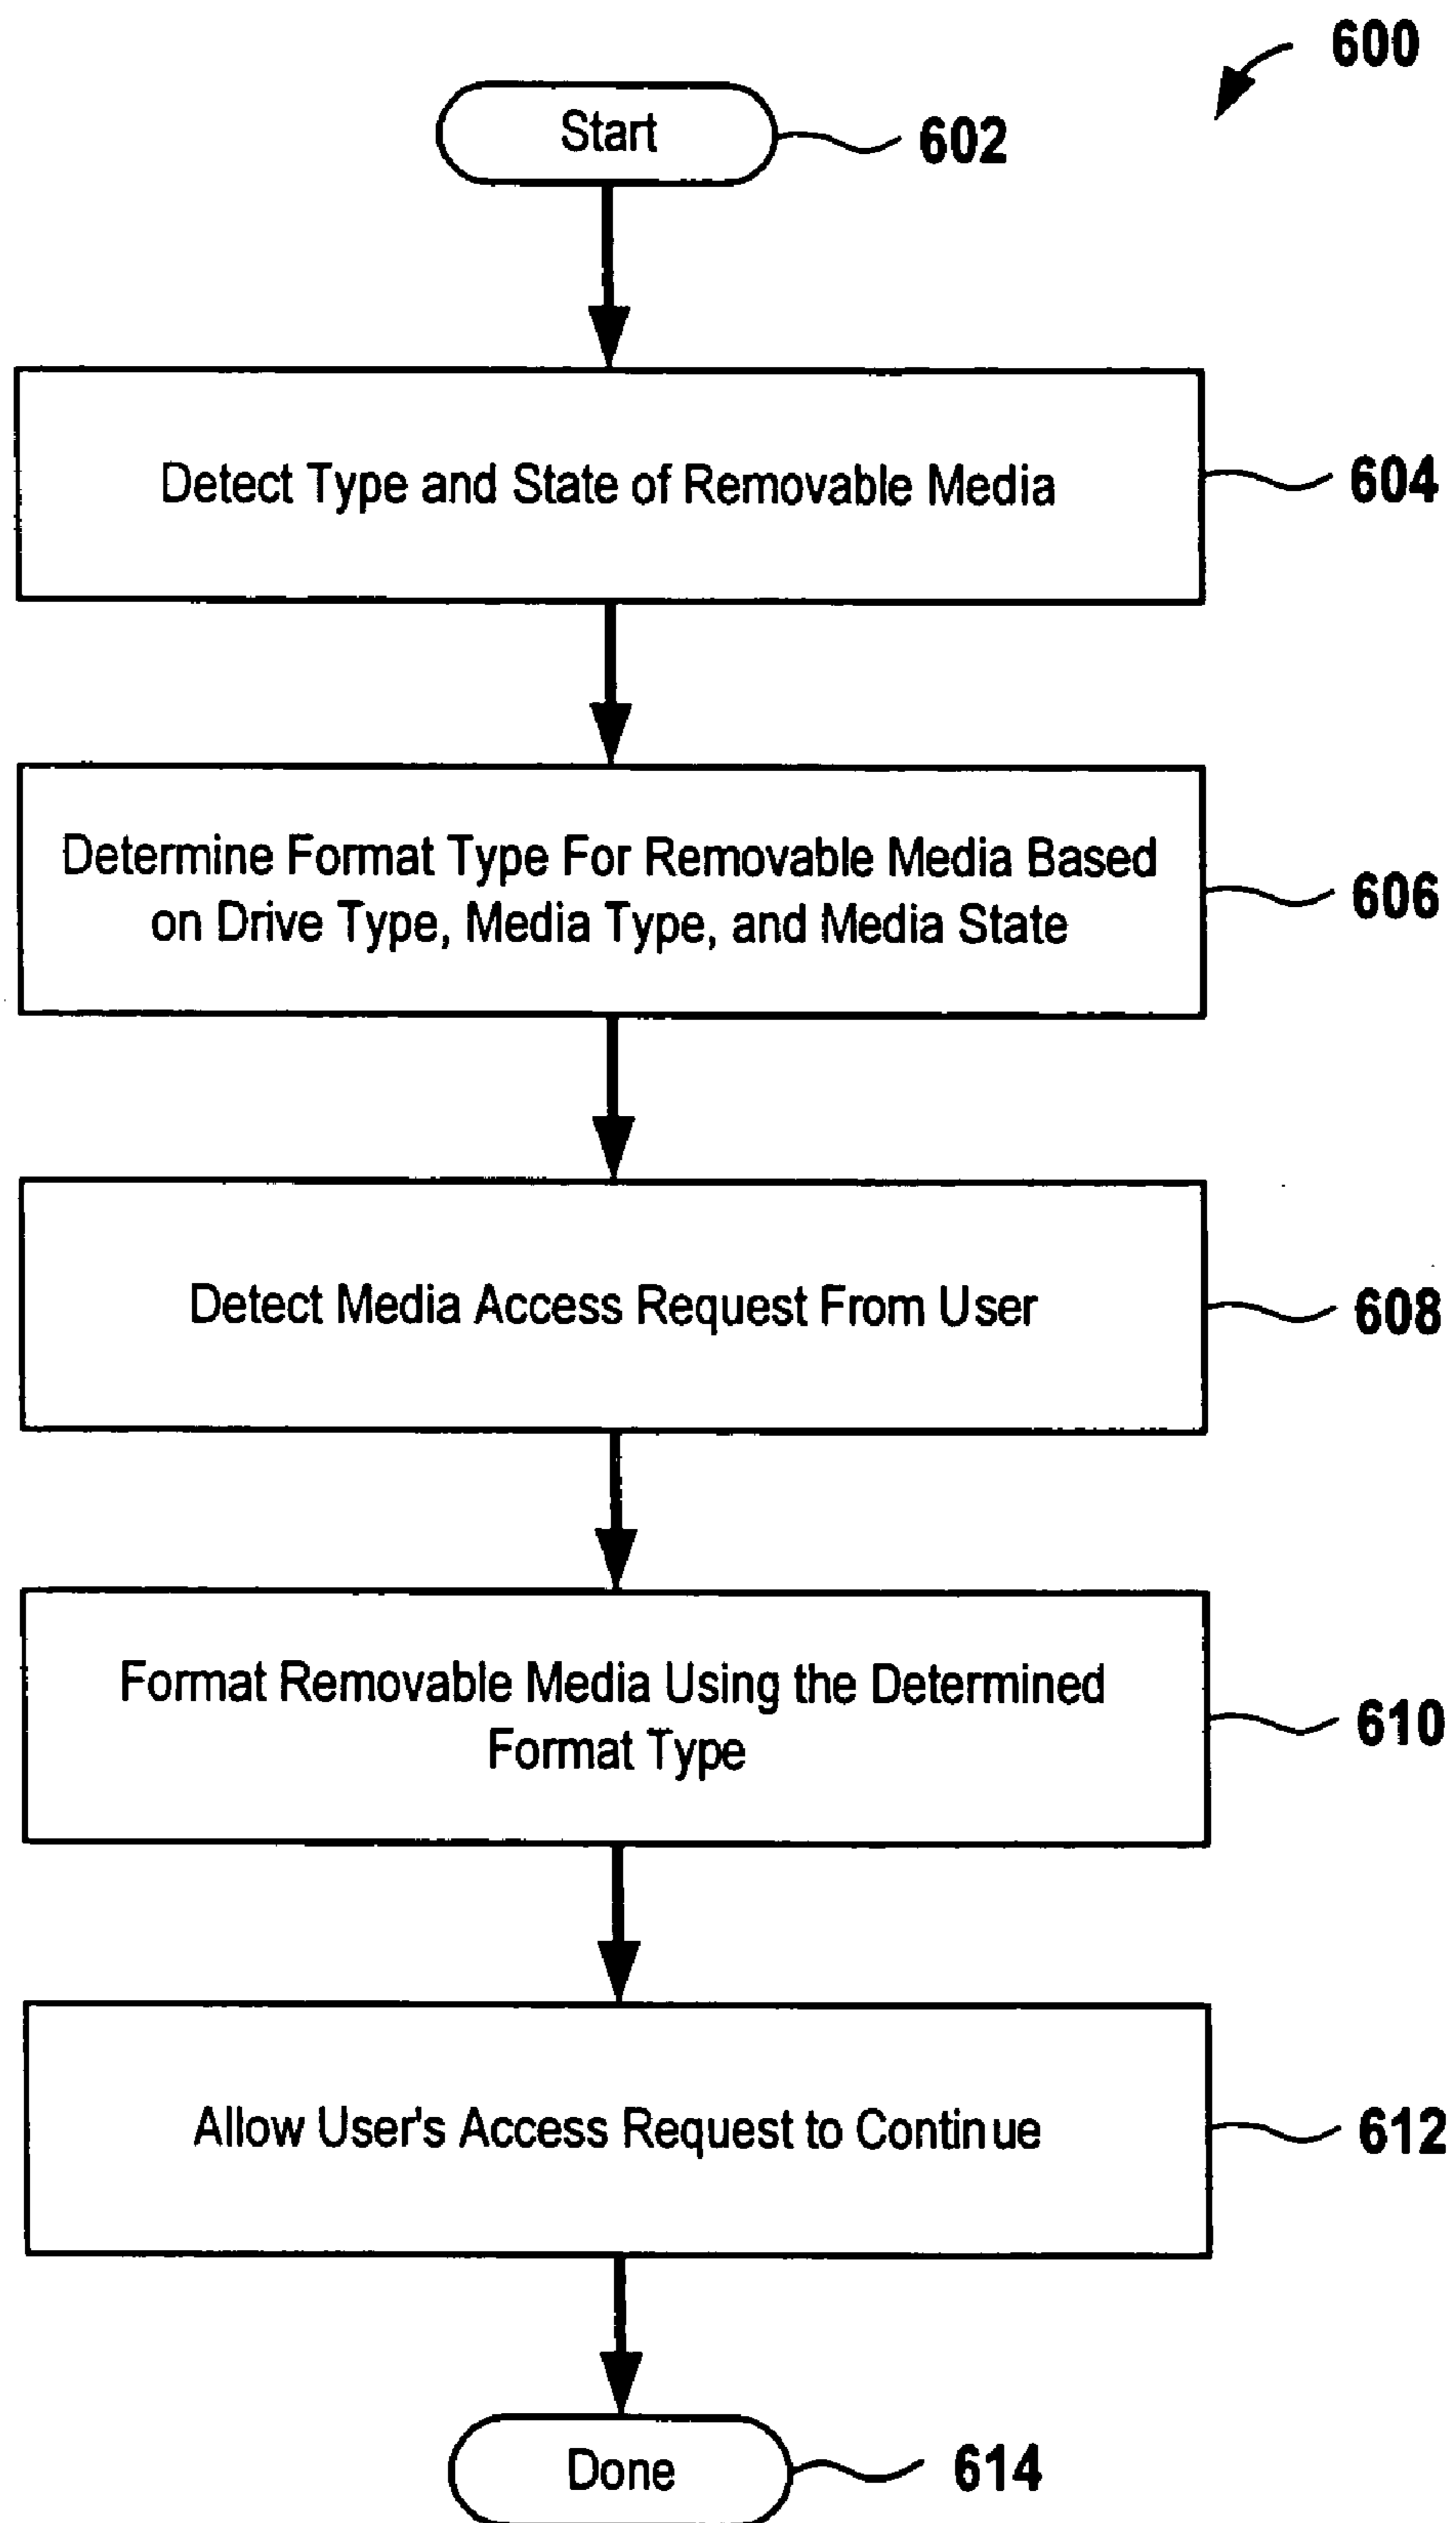 600
Start
602
Detect Type and State of Removable Media
604
Determine Format Type For Removable Media Based
on Drive Type, Media Type, and Media State
606
Detect Media Access Request From User
608
Format Removable Media Using the Determined
Format Type
610
Allow User's Access Request to Continue
612
Done
614